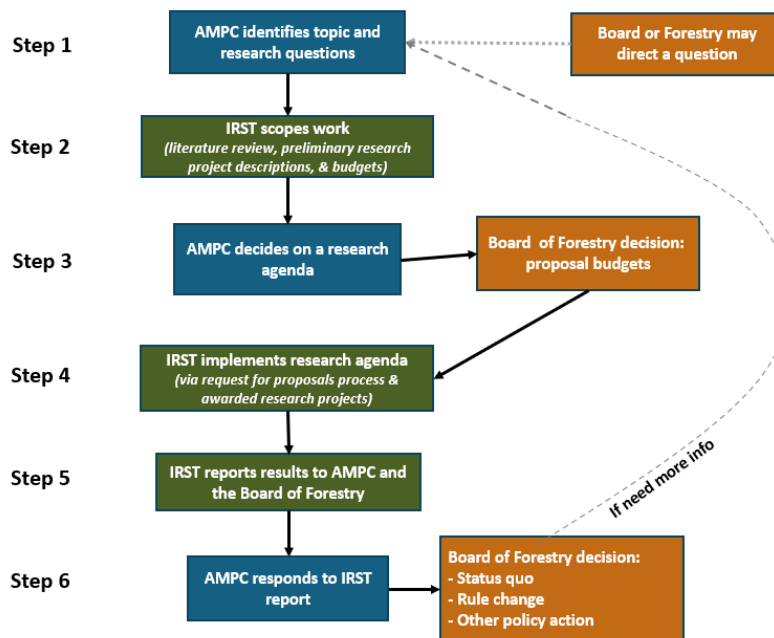 Step 1
AMPC identifies topic and
research questions
Board or Forestry may
direct a question
Step 2
IRST scopes work
(literature review, preliminary research
project descriptions, & budgets)
Step 3
AMPC decides on a research
agenda
Board  of Forestry decision:
proposal budgets
Step 4
IRST implements research agenda
(via request for proposals process &
awarded research projects)
Step 5
IRST reports results to AMPC and
the Board of Forestry
If need more info
Step 6
AMPC responds to IRST
report
Board of Forestry decision:
- Status quo
- Rule change
- Other policy action